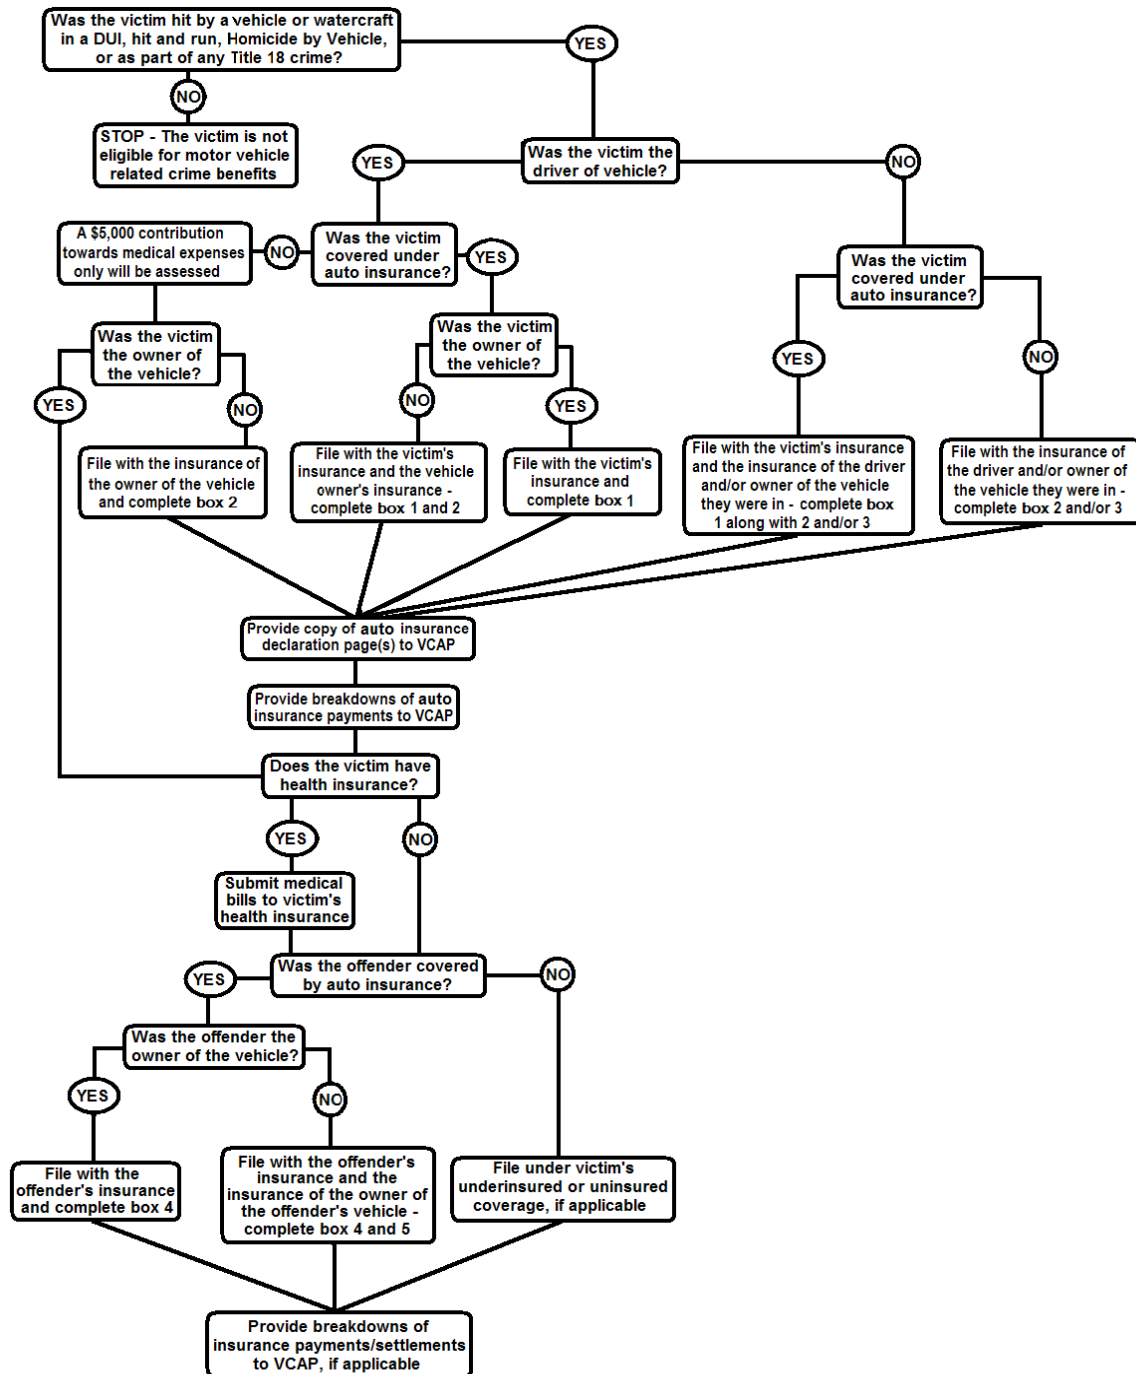 Was the victim hit by a vehicle or watercraft
in a DUI, hit and run, Homicide by Vehicle,
or as part of any Title 18 crime?
YES
NO
STOP - The victim is not
eligible for motor vehicle
related crime benefits
Was the victim the
driver of vehicle?
YES
NO
A $5,000 contribution
towards medical expenses
only will be assessed
NO
Was the victim
covered under
auto insurance?
YES
Was the victim
covered under
auto insurance?
Was the victim
the owner of
the vehicle?
Was the victim
the owner of
the vehicle?
YES
NO
YES
NO
NO
YES
File with the insurance of
the owner of the vehicle
and complete box 2
File with the victim's
insurance and the vehicle
owner's insurance -
complete box 1 and 2
File with the victim's
insurance and
complete box 1
File with the victim's insurance
and the insurance of the driver
and/or owner of the vehicle
they were in - complete box
1 along with 2 and/or 3
File with the insurance of
the driver and/or owner of
the vehicle they were in -
complete box 2 and/or 3
Provide copy of auto insurance
declaration page(s) to VCAP
Provide breakdowns of auto
insurance payments to VCAP
Does the victim have
health insurance?
YES
NO
Submit medical
bills to victim's
health insurance
Was the offender covered
by auto insurance?
YES
NO
Was the offender the
owner of the vehicle?
YES
NO
File with the
offender's insurance
and complete box 4
File with the offender's
insurance and the
insurance of the owner of
the offender's vehicle -
complete box 4 and 5
File under victim's
underinsured or uninsured
coverage, if applicable
Provide breakdowns of
insurance payments/settlements
to VCAP, if applicable